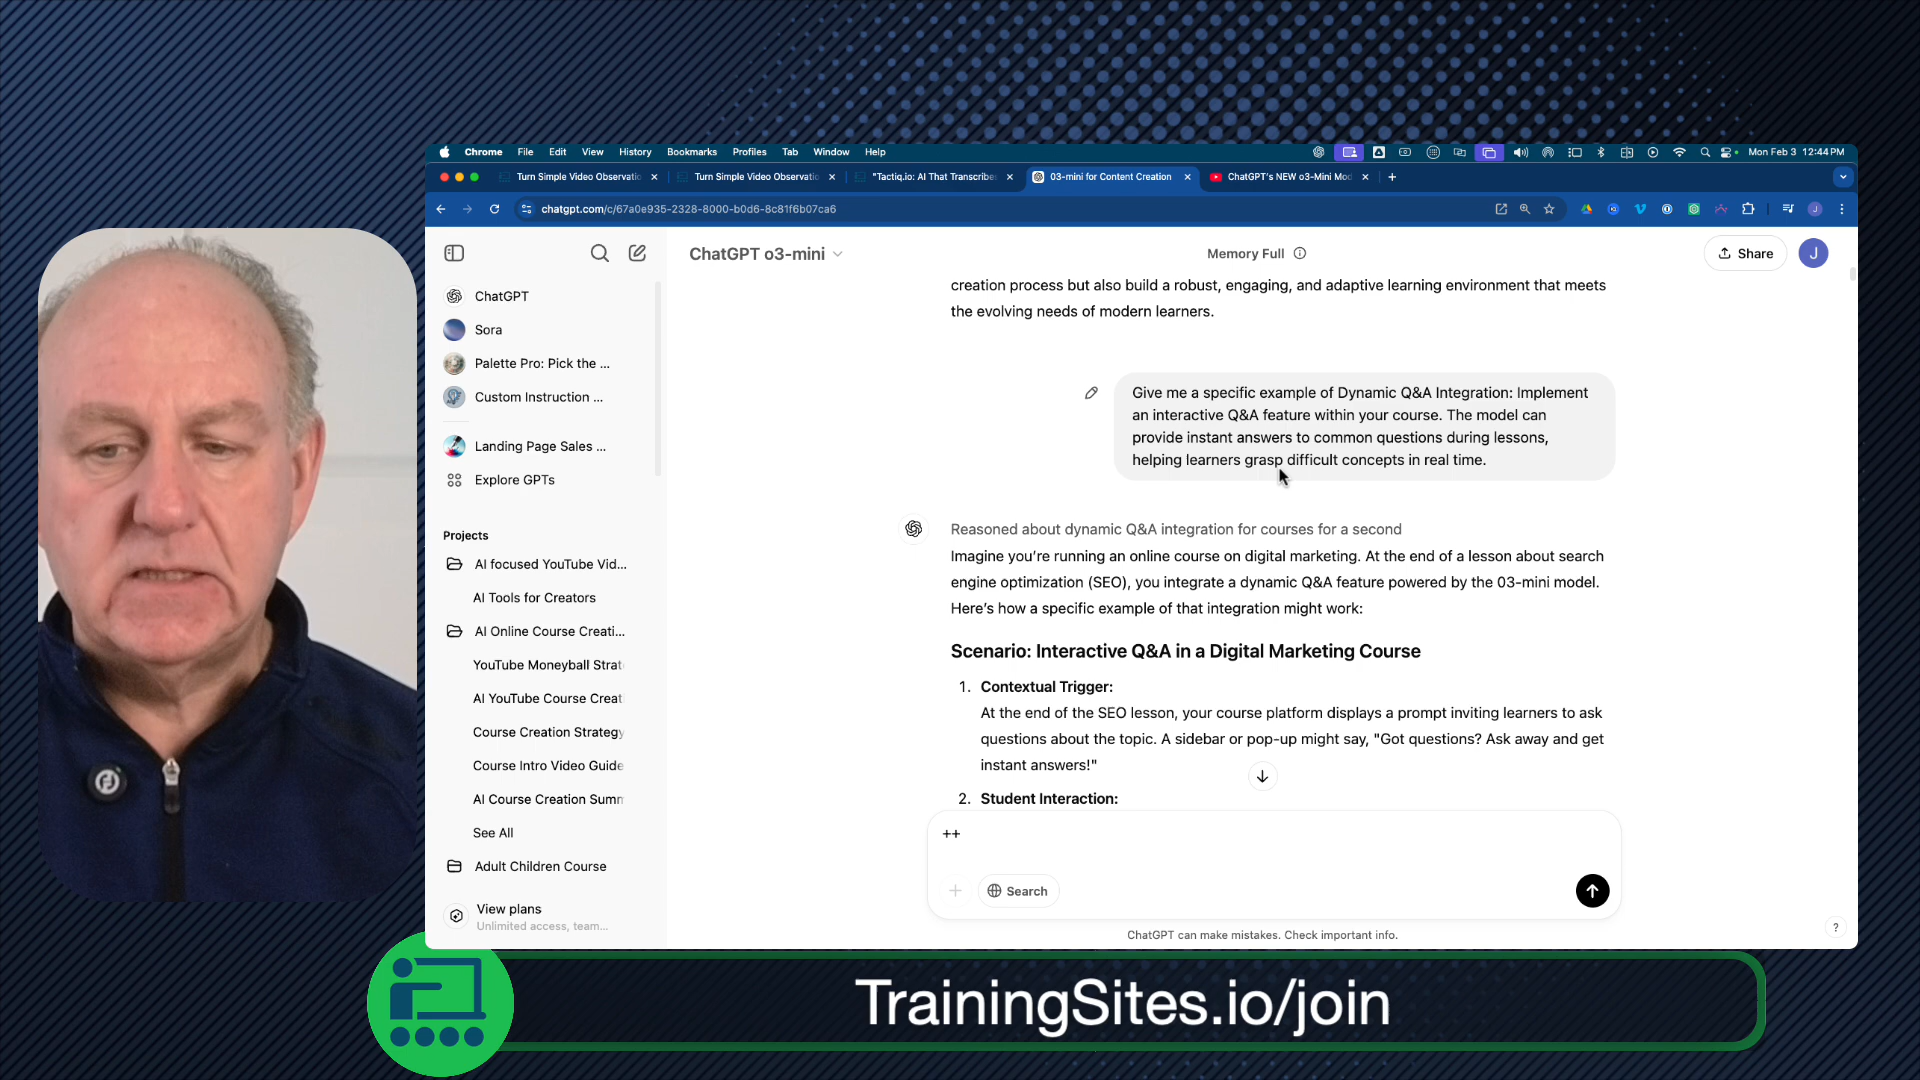 Chrome File Edit View History Bookmarks Profiles Tab Window Help
Mon Feb 3 12:44 PM
Turn Simple Video Observatio
Turn Simple Video Observatio
"Tactiq.io: AI That Transcribes
03-mini for Content Creation
ChatGPT's NEW o3-Mini Mod
chatgpt.com/c/67a0e935-2328-8000-b0d6-8c81f6b07ca6
J
ChatGPT o3-mini
Memory Full
Share
J
ChatGPT
Sora
Palette Pro: Pick the ...
Custom Instruction ...
Landing Page Sales ...
Explore GPTs
Projects
AI focused YouTube Vid...
AI Tools for Creators
AI Online Course Creati...
YouTube Moneyball Strat
AI YouTube Course Creat
Course Creation Strategy
Course Intro Video Guide
AI Course Creation Summ
See All
Adult Children Course
View plans
Unlimited access, team...
creation process but also build a robust, engaging, and adaptive learning environment that meets
the evolving needs of modern learners.
Give me a specific example of Dynamic Q&A Integration: Implement
an interactive Q&A feature within your course. The model can
provide instant answers to common questions during lessons,
helping learners grasp difficult concepts in real time.
Reasoned about dynamic Q&A integration for courses for a second
Imagine you're running an online course on digital marketing. At the end of a lesson about search
engine optimization (SEO), you integrate a dynamic Q&A feature powered by the 03-mini model.
Here's how a specific example of that integration might work:
Scenario: Interactive Q&A in a Digital Marketing Course
1. Contextual Trigger:
At the end of the SEO lesson, your course platform displays a prompt inviting learners to ask
questions about the topic. A sidebar or pop-up might say, "Got questions? Ask away and get
instant answers!"
2. Student Interaction:
++
Search
ChatGPT can make mistakes. Check important info.
?
TrainingSites.io/join